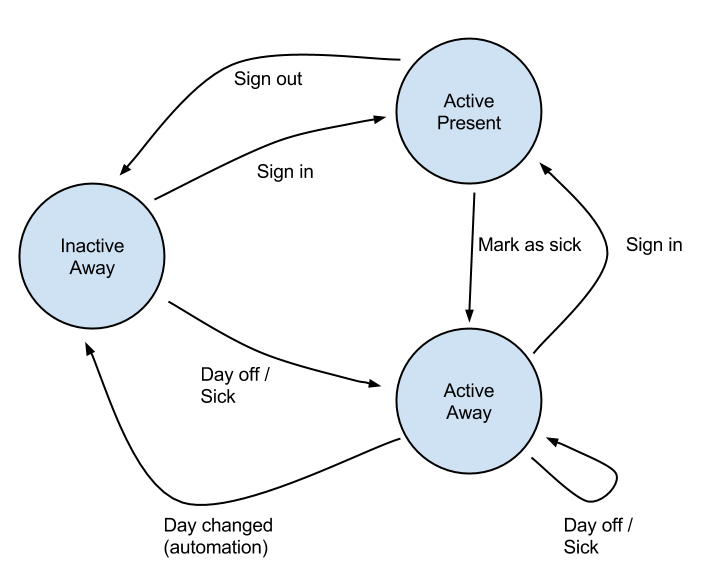 Sign out
Active
Present
Sign in
Inactive
Away
Mark as sick
Sign in
Day off /
Sick
Active
Away
Day changed
(automation)
Day off /
Sick